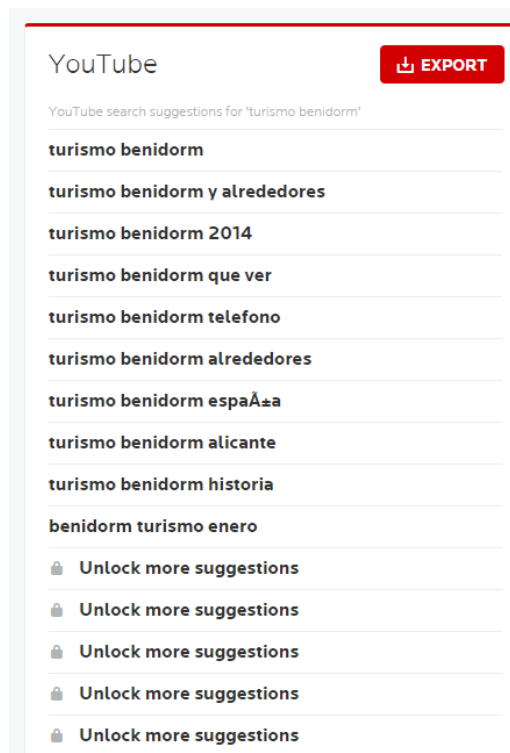 YouTube
EXPORT
YouTube search suggestions for 'turismo benidorm'
turismo benidorm
turismo benidorm y alrededores
turismo benidorm 2014
turismo benidorm que ver
turismo benidorm telefono
turismo benidorm alrededores
turismo benidorm espaÃ±a
turismo benidorm alicante
turismo benidorm historia
benidorm turismo enero
Unlock more suggestions
Unlock more suggestions
Unlock more suggestions
Unlock more suggestions
Unlock more suggestions